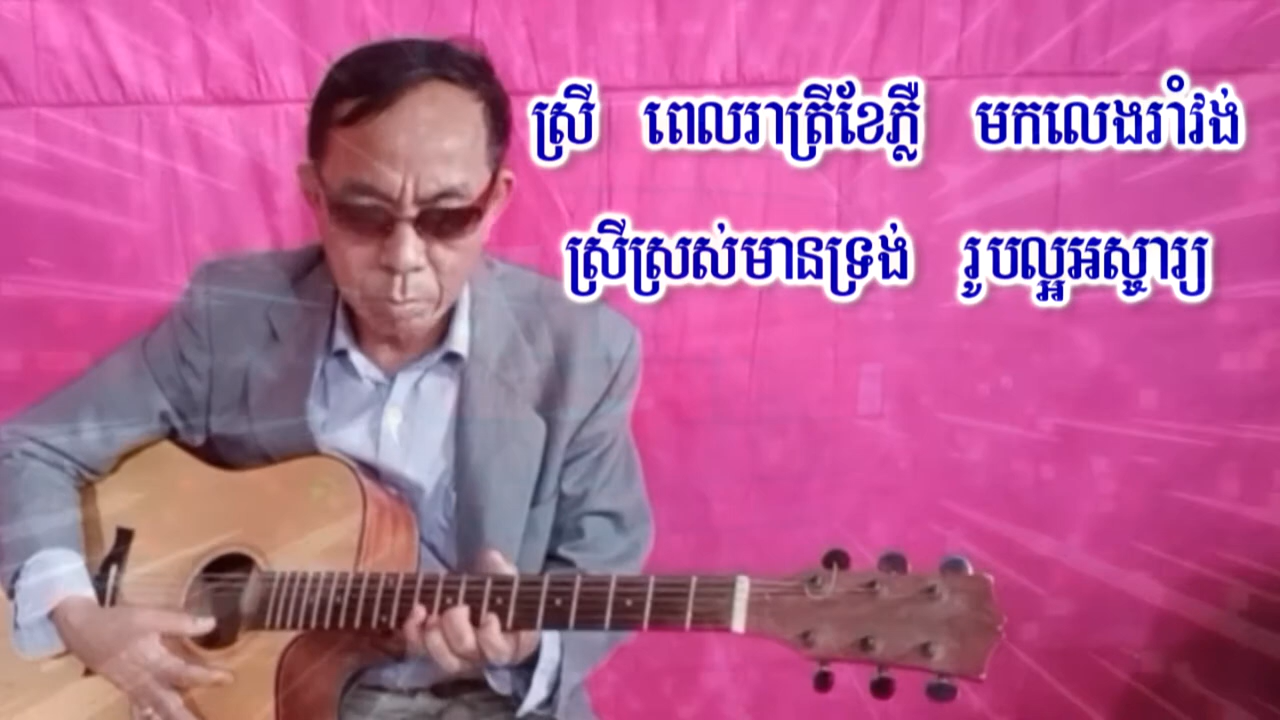 ស្រី ពេលរាត្រីខែភ្លឺ មកលេងរាំវង់
ស្រីស្រស់មានទ្រង់ រូបល្អអស្ចារ្យ